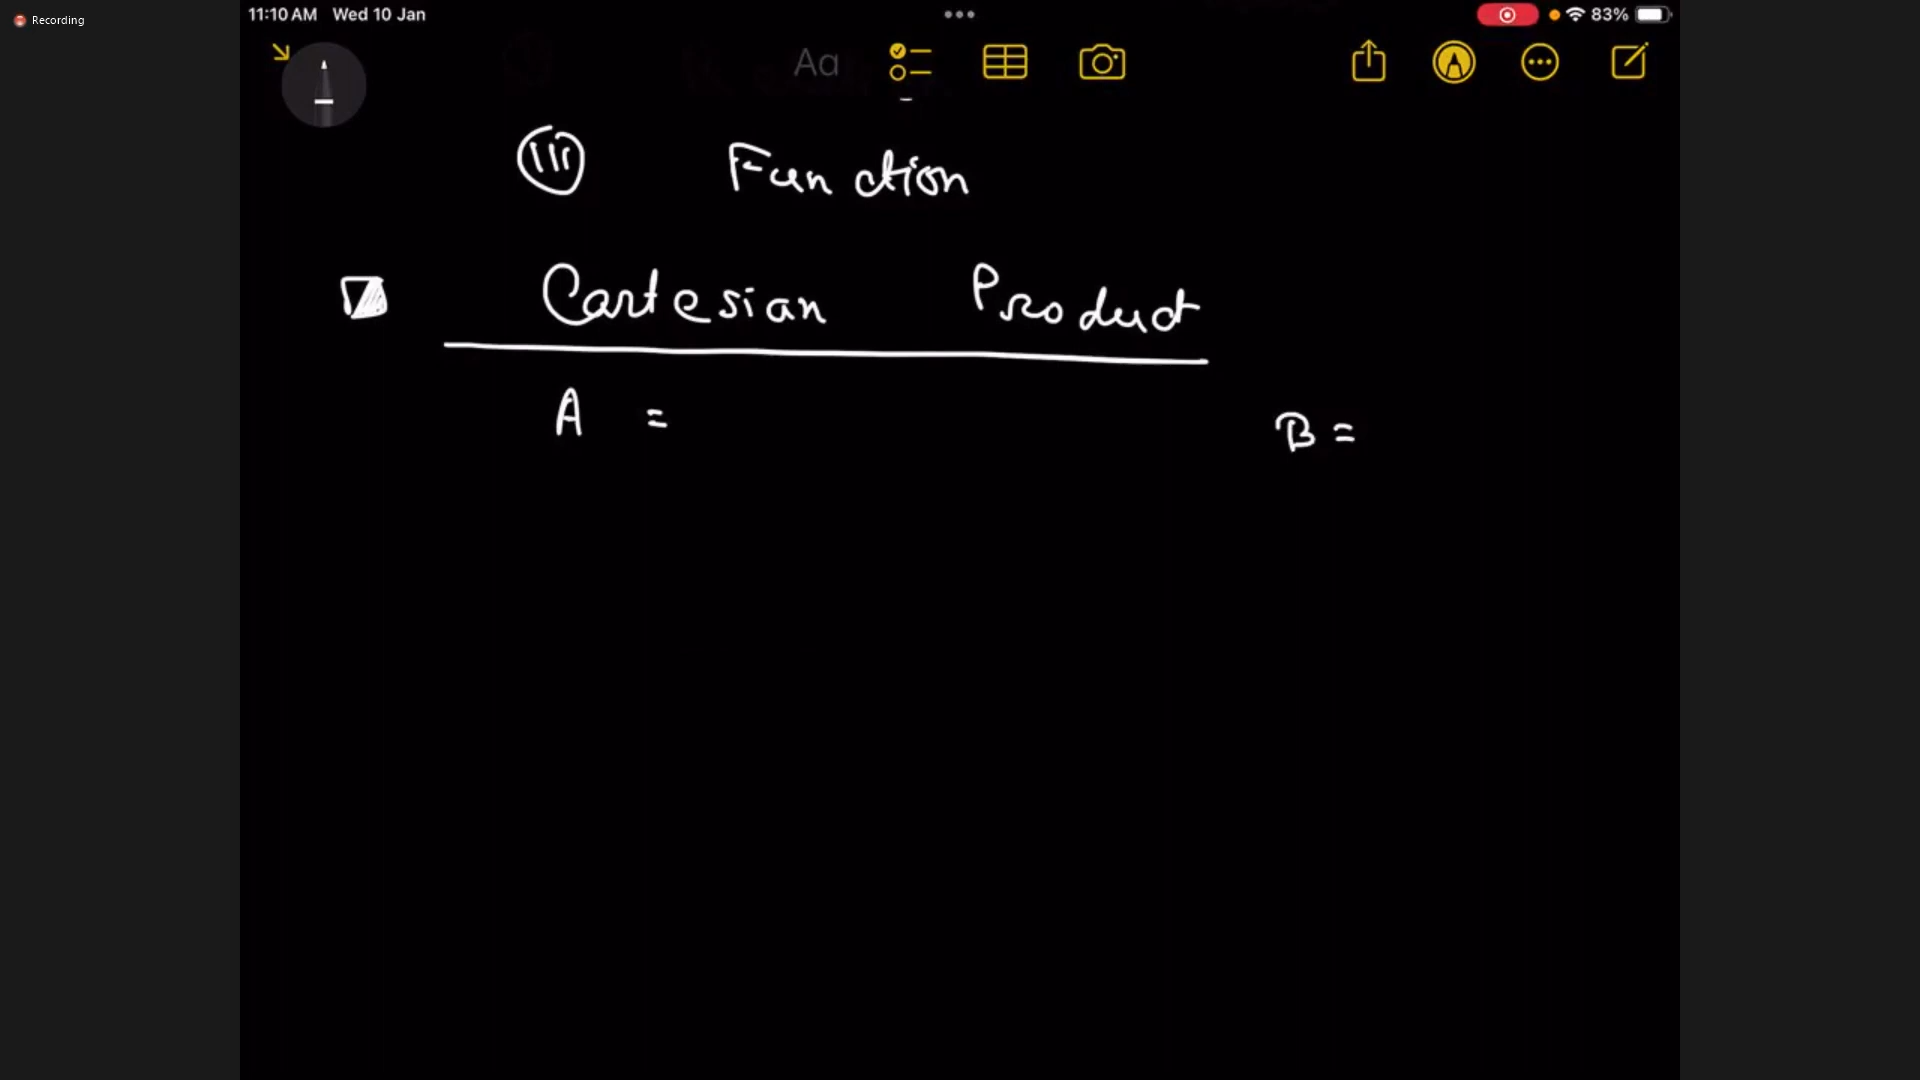 Recording
11:10 AM Wed 10 Jan 83%
Aa
(iii) Function
Cartesian Product
A = B =